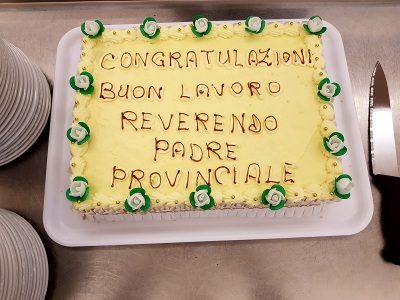 CONGRATULAZIONI
BUON LAVORO
REVERENDO
PADRE
PROVINCIALE